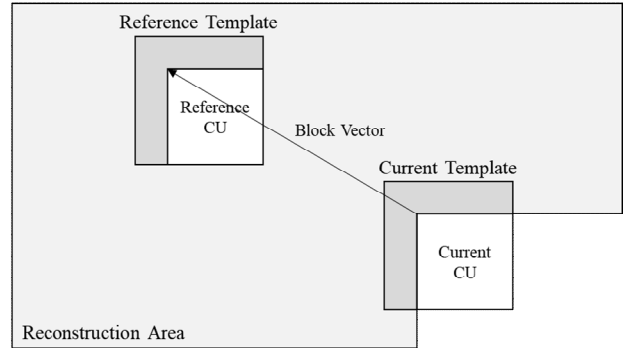 Reference Template
Reference
CU
Block Vector
Current Template
Current
CU
Reconstruction Area